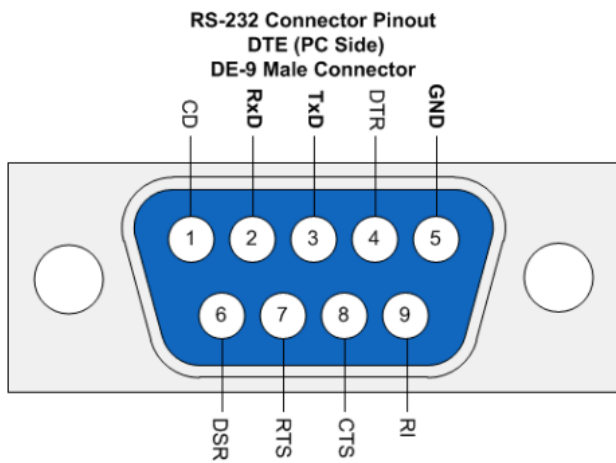 RS-232 Connector Pinout
DTE (PC Side)
DE-9 Male Connector
CD RxD TxD DTR GND
1 2 3 4 5
6 7 8 9
DSR RTS CTS RI